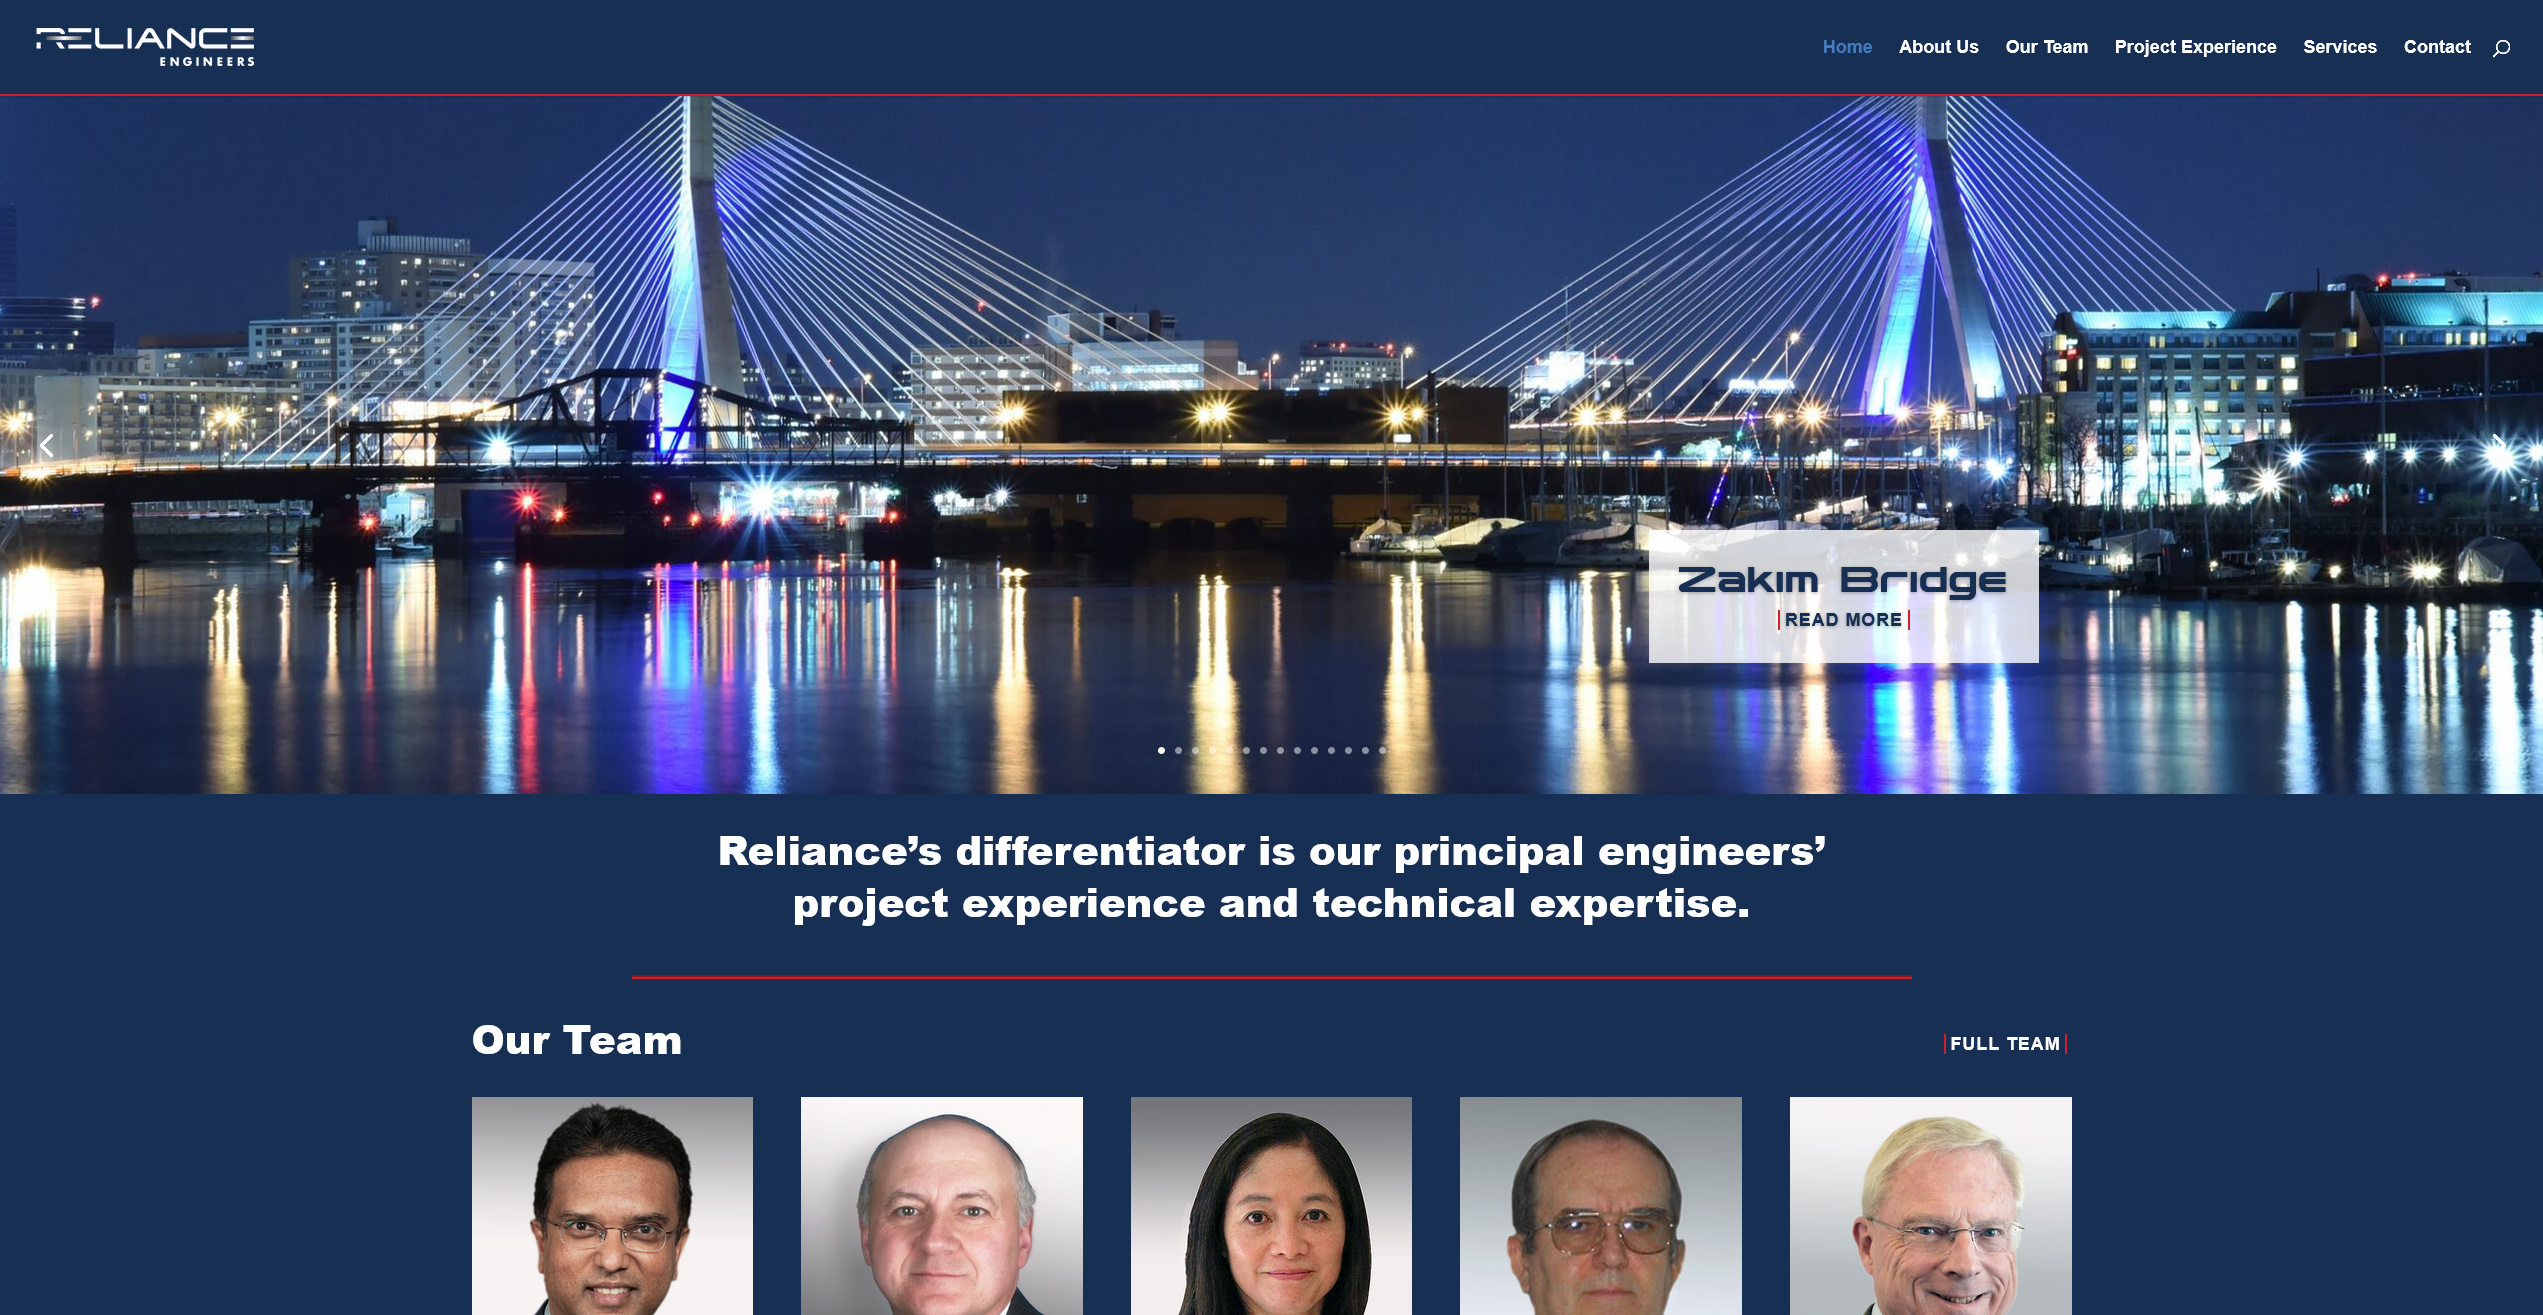 RELIANCE
ENGINEERS
Home About Us Our Team Project Experience Services Contact
Zakim Bridge
READ MORE
Reliance’s differentiator is our principal engineers’
project experience and technical expertise.
Our Team
FULL TEAM